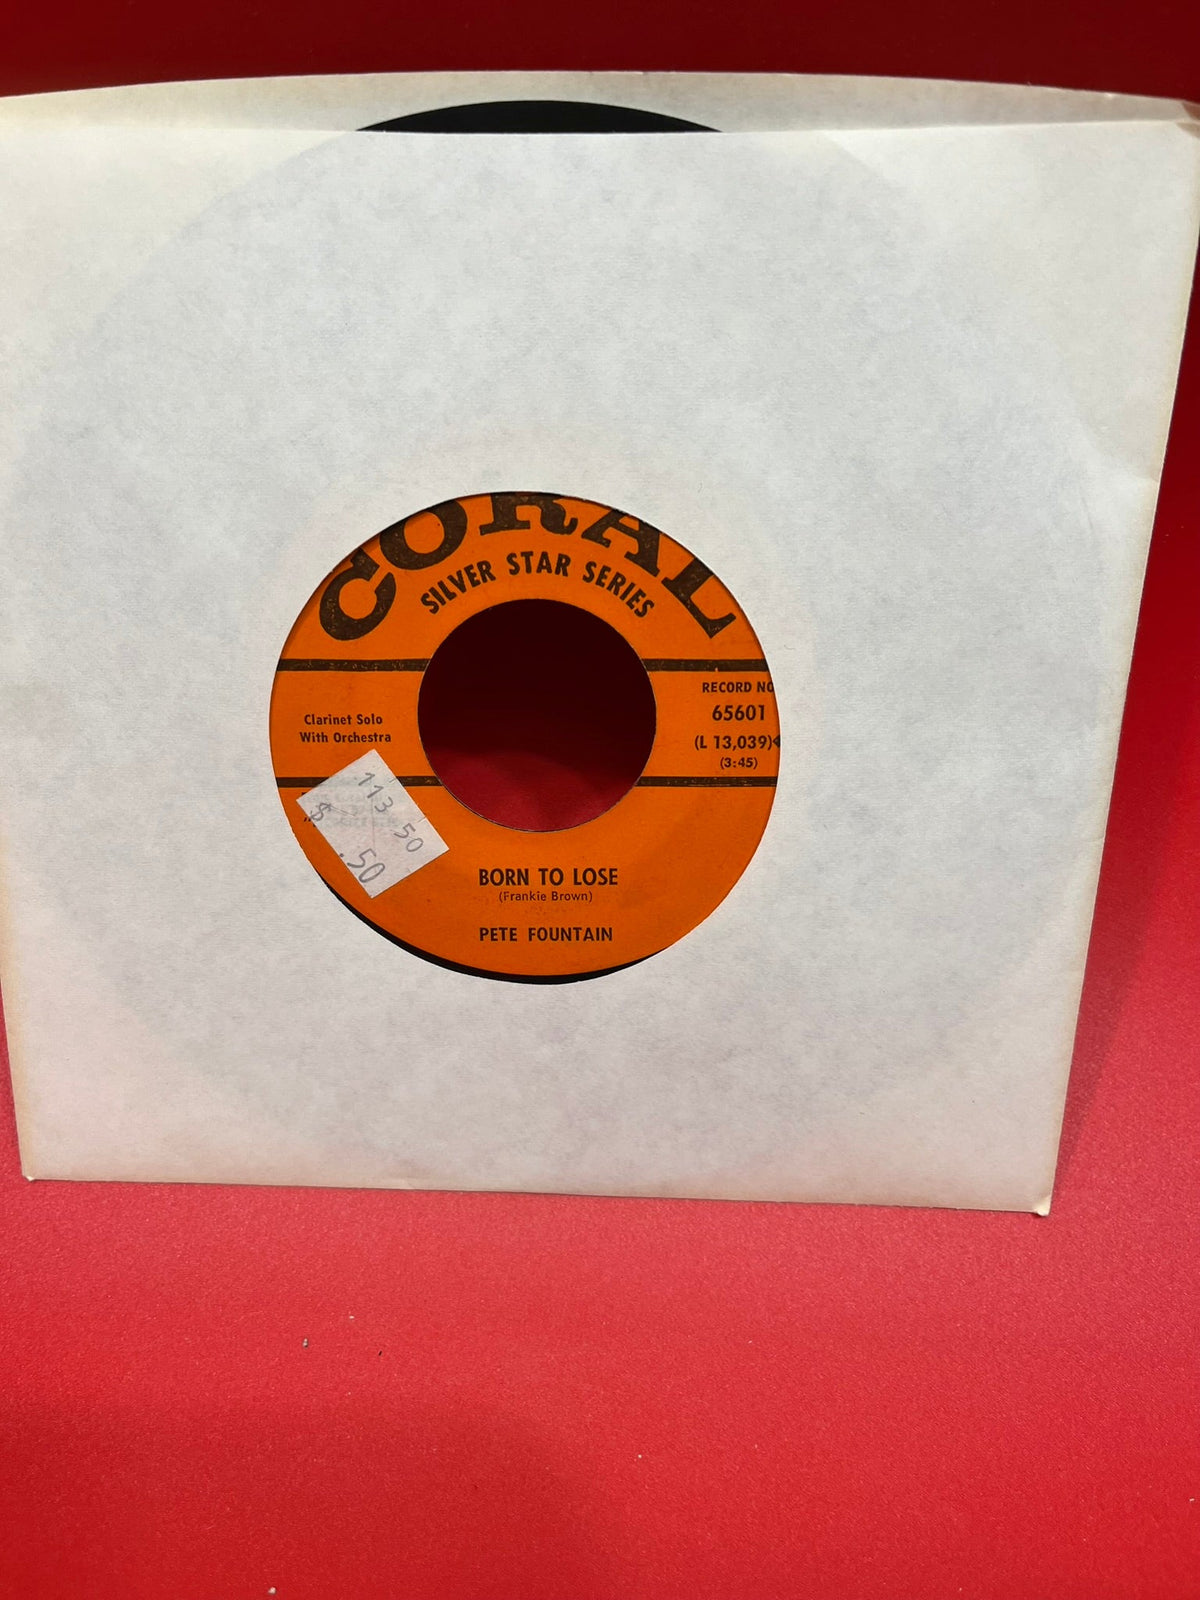 CORAL
SILVER STAR SERIES
RECORD NO
65601
(L 13,039)
(3:45)
Clarinet Solo
With Orchestra
113 50
$ .50
BORN TO LOSE
(Frankie Brown)
PETE FOUNTAIN